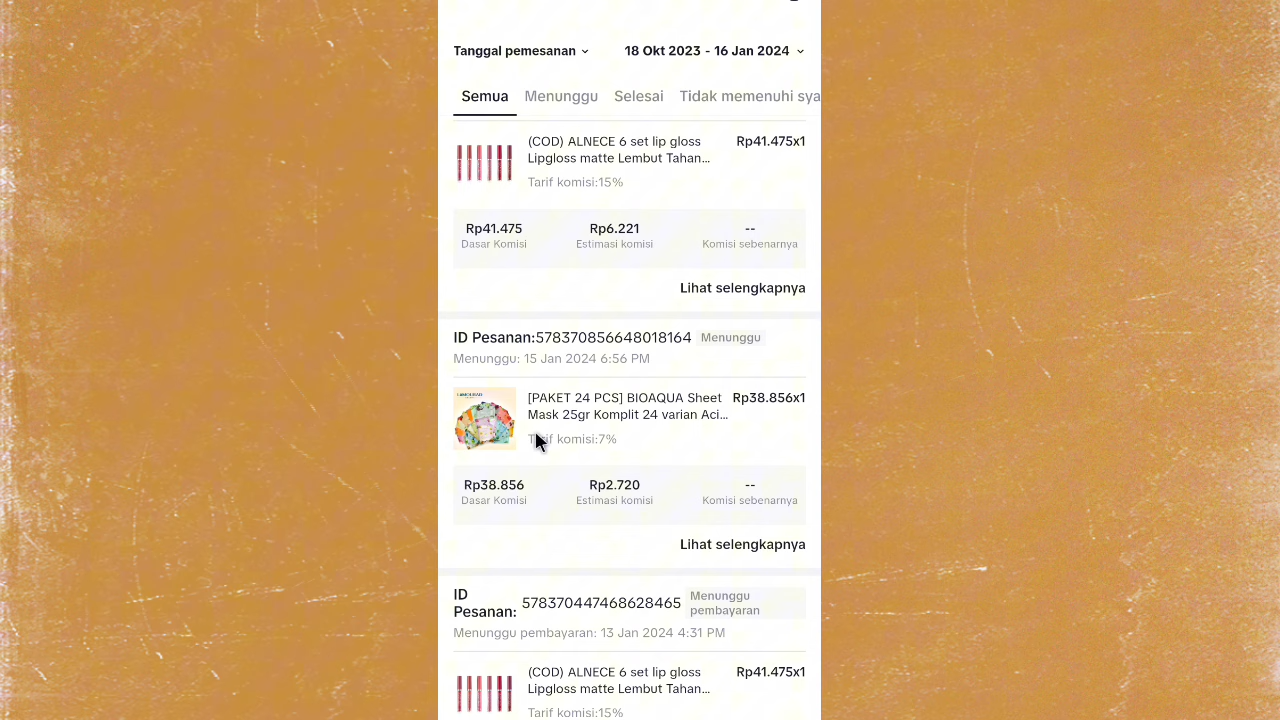 Tanggal pemesanan
18 Okt 2023 - 16 Jan 2024
Semua Menunggu Selesai Tidak memenuhi sya
(COD) ALNECE 6 set lip gloss Rp41.475x1
Lipgloss matte Lembut Tahan...
Tarif komisi:15%
Rp41.475 Rp6.221 --
Dasar Komisi Estimasi komisi Komisi sebenarnya
Lihat selengkapnya
ID Pesanan:578370856648018164 Menunggu
Menunggu: 15 Jan 2024 6:56 PM
[PAKET 24 PCS] BIOAQUA Sheet Rp38.856x1
Mask 25gr Komplit 24 varian Aci...
Tarif komisi:7%
Rp38.856 Rp2.720 --
Dasar Komisi Estimasi komisi Komisi sebenarnya
Lihat selengkapnya
ID Pesanan: 578370447468628465 Menunggu pembayaran
Menunggu pembayaran: 13 Jan 2024 4:31 PM
(COD) ALNECE 6 set lip gloss Rp41.475x1
Lipgloss matte Lembut Tahan...
Tarif komisi:15%